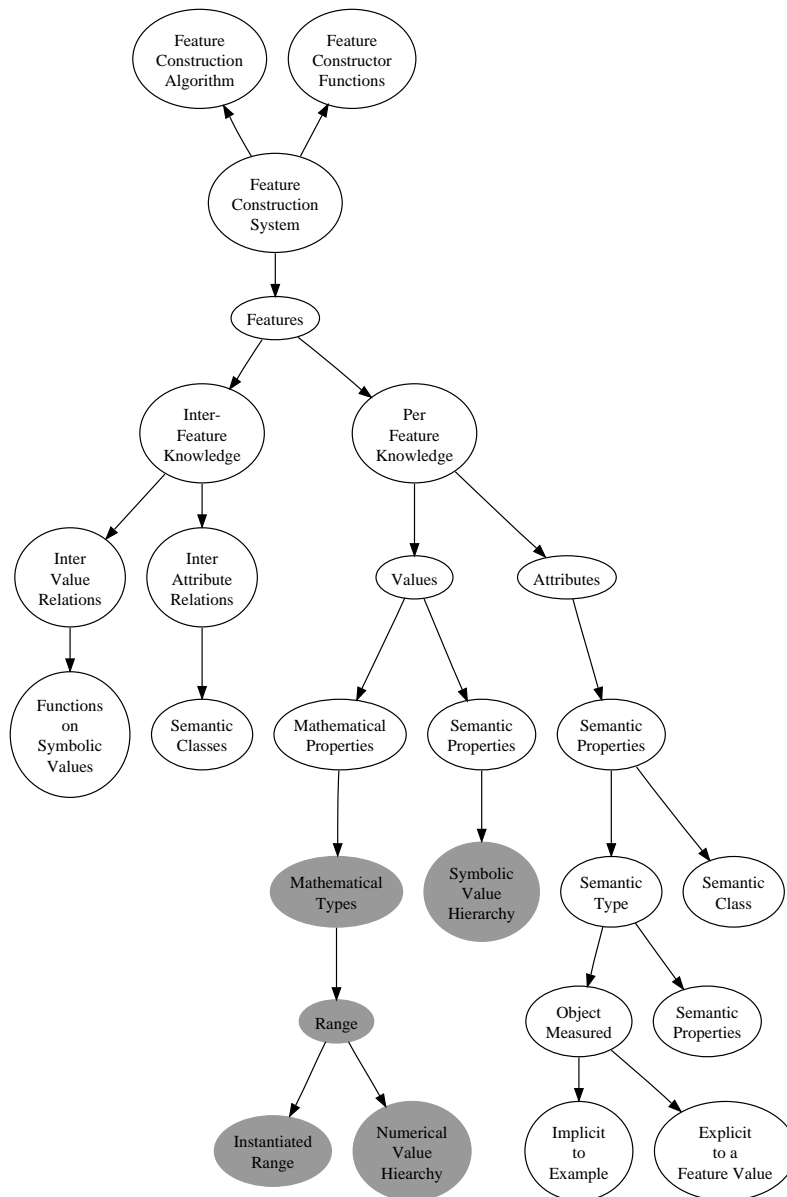 Feature
Construction
Algorithm
Feature
Constructor
Functions
Feature
Construction
System
Features
Inter-
Feature
Knowledge
Per
Feature
Knowledge
Inter
Value
Relations
Inter
Attribute
Relations
Values
Attributes
Functions
on
Symbolic
Values
Semantic
Classes
Mathematical
Properties
Semantic
Properties
Semantic
Properties
Mathematical
Types
Symbolic
Value
Hierarchy
Semantic
Type
Semantic
Class
Range
Object
Measured
Semantic
Properties
Instantiated
Range
Numerical
Value
Hiearchy
Implicit
to
Example
Explicit
to a
Feature Value